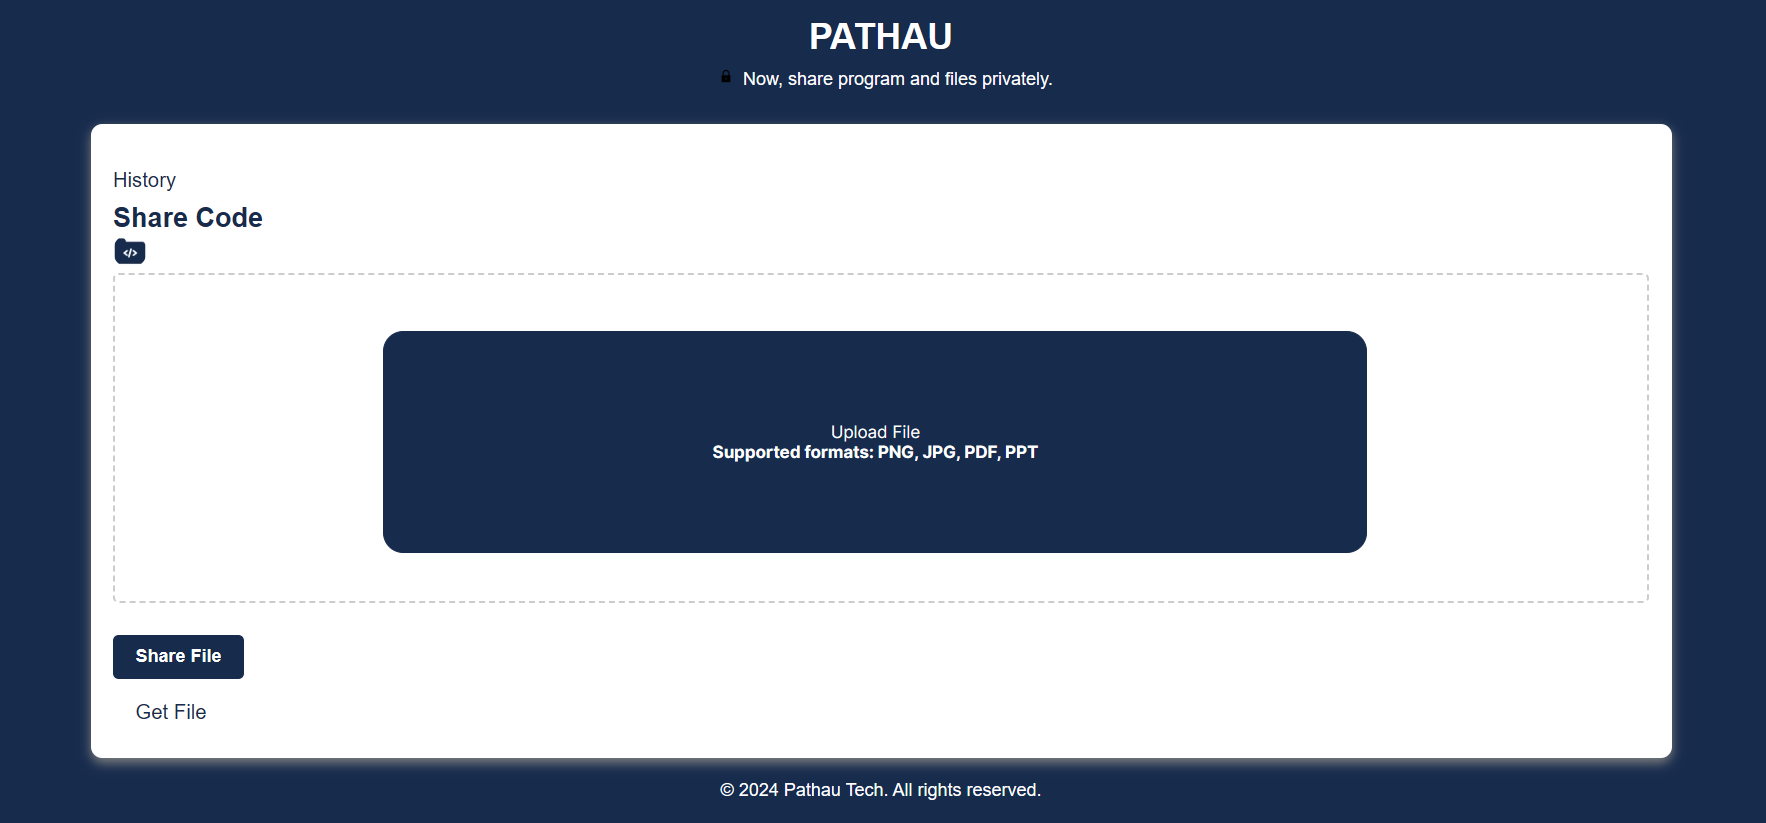 PATHAU
Now, share program and files privately.
History
Share Code
</>
Upload File
Supported formats: PNG, JPG, PDF, PPT
Share File
Get File
© 2024 Pathau Tech. All rights reserved.